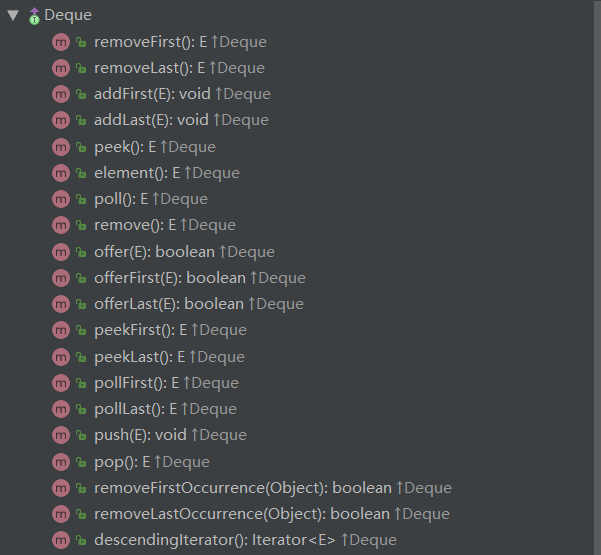 Deque
removeFirst(): E ↑Deque
removeLast(): E ↑Deque
addFirst(E): void ↑Deque
addLast(E): void ↑Deque
peek(): E ↑Deque
element(): E ↑Deque
poll(): E ↑Deque
remove(): E ↑Deque
offer(E): boolean ↑Deque
offerFirst(E): boolean ↑Deque
offerLast(E): boolean ↑Deque
peekFirst(): E ↑Deque
peekLast(): E ↑Deque
pollFirst(): E ↑Deque
pollLast(): E ↑Deque
push(E): void ↑Deque
pop(): E ↑Deque
removeFirstOccurrence(Object): boolean ↑Deque
removeLastOccurrence(Object): boolean ↑Deque
descendingIterator(): Iterator<E> ↑Deque